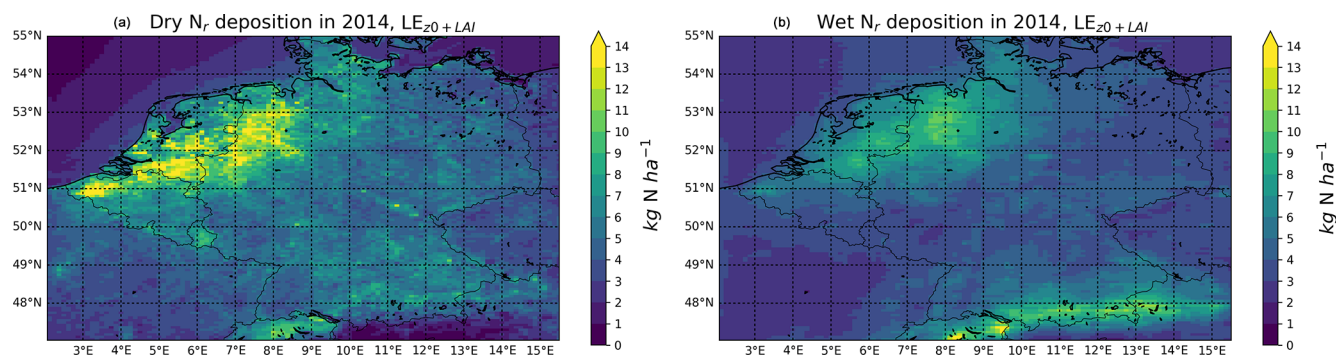 (a) Dry Nr deposition in 2014, LEz0+LAI
55°N
54°N
53°N
52°N
51°N
50°N
49°N
48°N
3°E 4°E 5°E 6°E 7°E 8°E 9°E 10°E 11°E 12°E 13°E 14°E 15°E
14
13
12
11
10
9
8
7
6
5
4
3
2
1
0
kg N ha−1
(b) Wet Nr deposition in 2014, LEz0+LAI
55°N
54°N
53°N
52°N
51°N
50°N
49°N
48°N
3°E 4°E 5°E 6°E 7°E 8°E 9°E 10°E 11°E 12°E 13°E 14°E 15°E
14
13
12
11
10
9
8
7
6
5
4
3
2
1
0
kg N ha−1